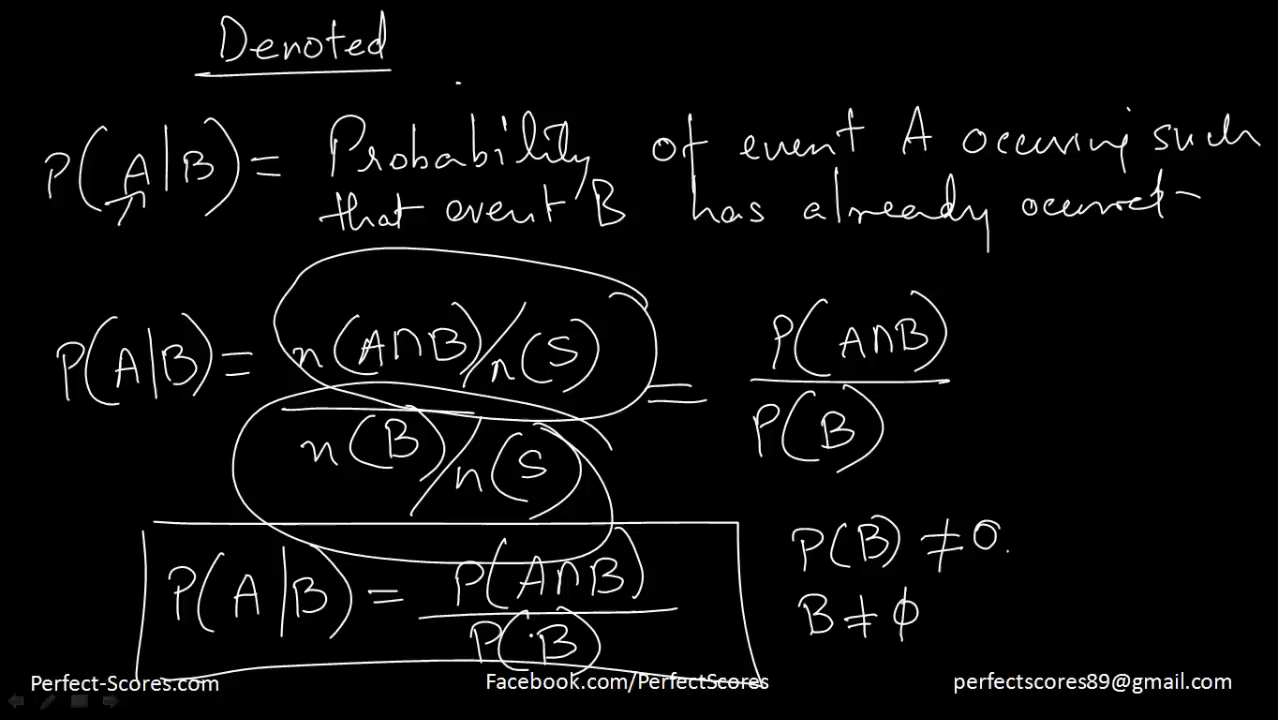 Denoted
P(A|B) = Probability of event A occuring such
that event B has already occurred
P(A|B) = n(A∩B)/n(S) / n(B)/n(S) = P(A∩B) / P(B)
P(B) ≠ 0.
P(A|B) = P(A∩B) / P(B)
B ≠ φ
Perfect-Scores.com Facebook.com/PerfectScores perfectscores89@gmail.com